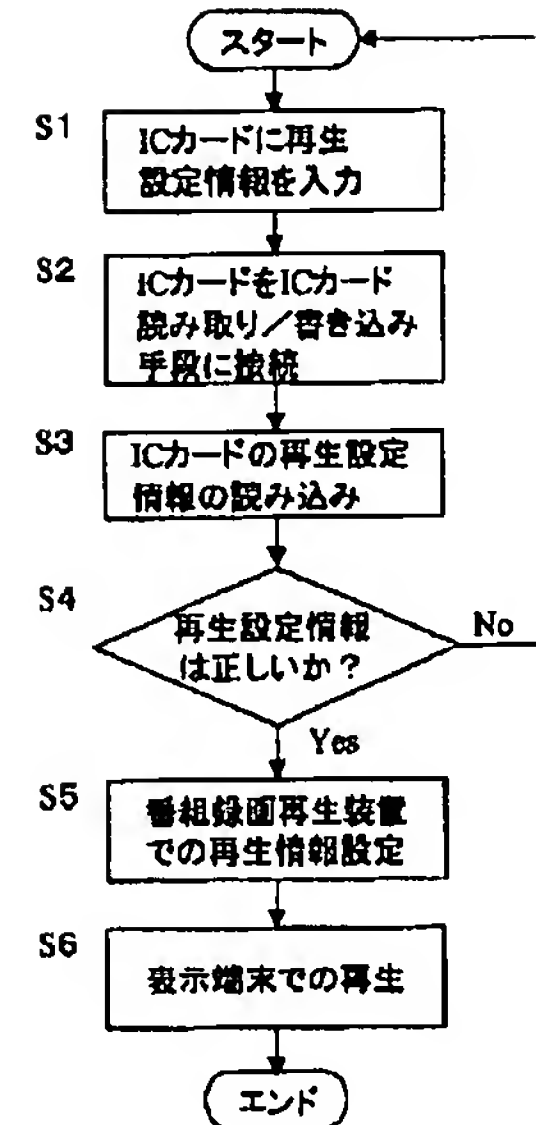 スタート
S1
ICカードに再生
設定情報を入力
S2
ICカードをICカード
読み取り／書き込み
手段に接続
S3
ICカードの再生設定
情報の読み込み
S4
再生設定情報
は正しいか？
No
Yes
S5
番組録画再生装置
での再生情報設定
S6
表示端末での再生
エンド